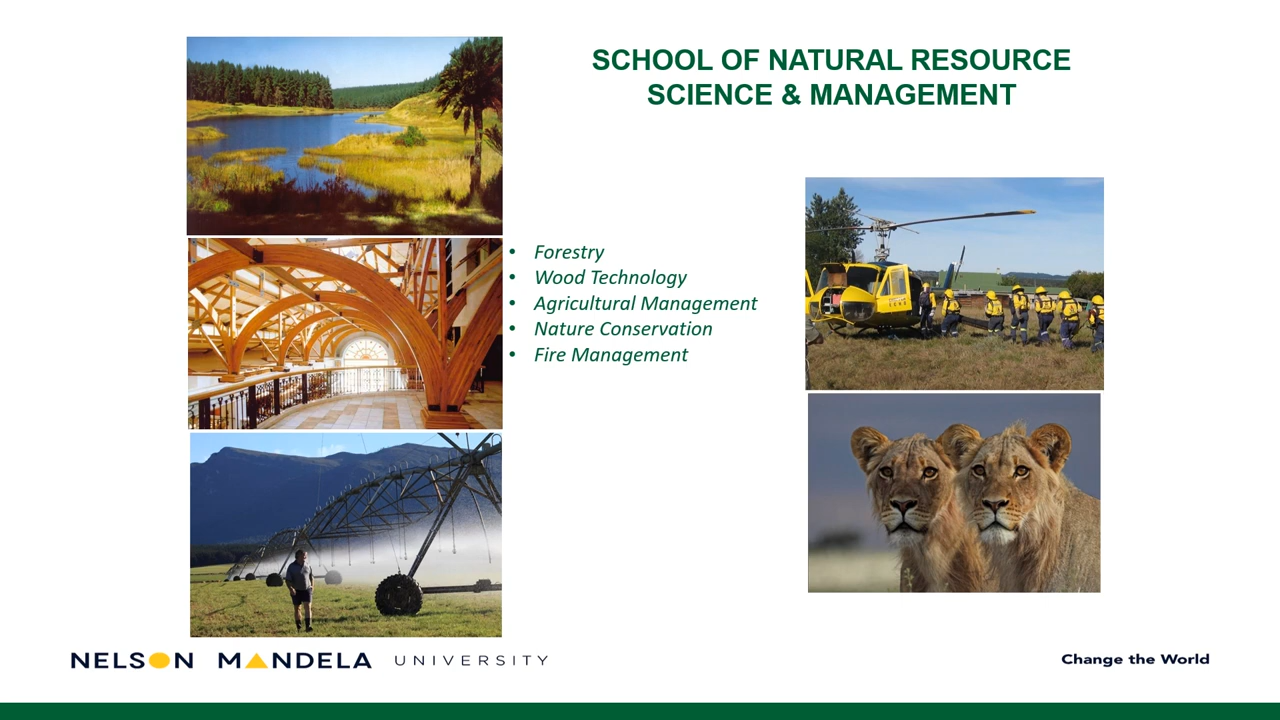 SCHOOL OF NATURAL RESOURCE
SCIENCE & MANAGEMENT
• Forestry
• Wood Technology
• Agricultural Management
• Nature Conservation
• Fire Management
NELSON MANDELA UNIVERSITY
Change the World